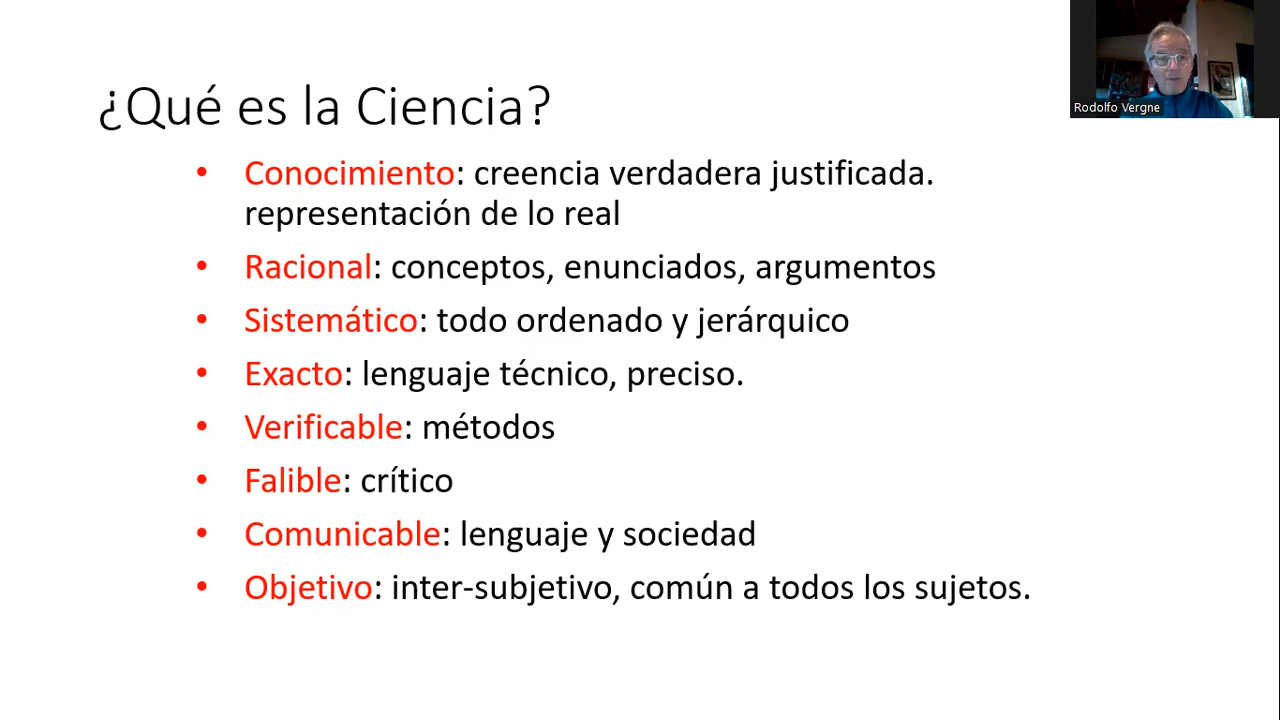 ¿Qué es la Ciencia?
Rodolfo Vergne
• Conocimiento: creencia verdadera justificada.
representación de lo real
• Racional: conceptos, enunciados, argumentos
• Sistemático: todo ordenado y jerárquico
• Exacto: lenguaje técnico, preciso.
• Verificable: métodos
• Falible: crítico
• Comunicable: lenguaje y sociedad
• Objetivo: inter-subjetivo, común a todos los sujetos.